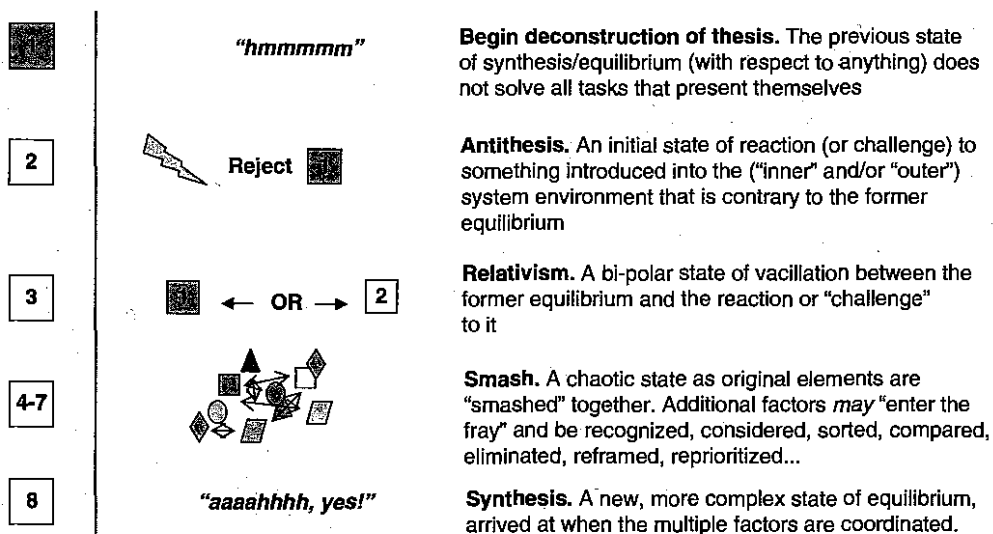 "hmmmmm"
Begin deconstruction of thesis. The previous state
of synthesis/equilibrium (with respect to anything) does
not solve all tasks that present themselves
2
Reject
Antithesis. An initial state of reaction (or challenge) to
something introduced into the ("inner" and/or "outer")
system environment that is contrary to the former
equilibrium
3
← OR → 2
Relativism. A bi-polar state of vacillation between the
former equilibrium and the reaction or "challenge"
to it
4-7
Smash. A chaotic state as original elements are
"smashed" together. Additional factors may "enter the
fray" and be recognized, considered, sorted, compared,
eliminated, reframed, reprioritized...
8
"aaaahhhh, yes!"
Synthesis. A new, more complex state of equilibrium,
arrived at when the multiple factors are coordinated.